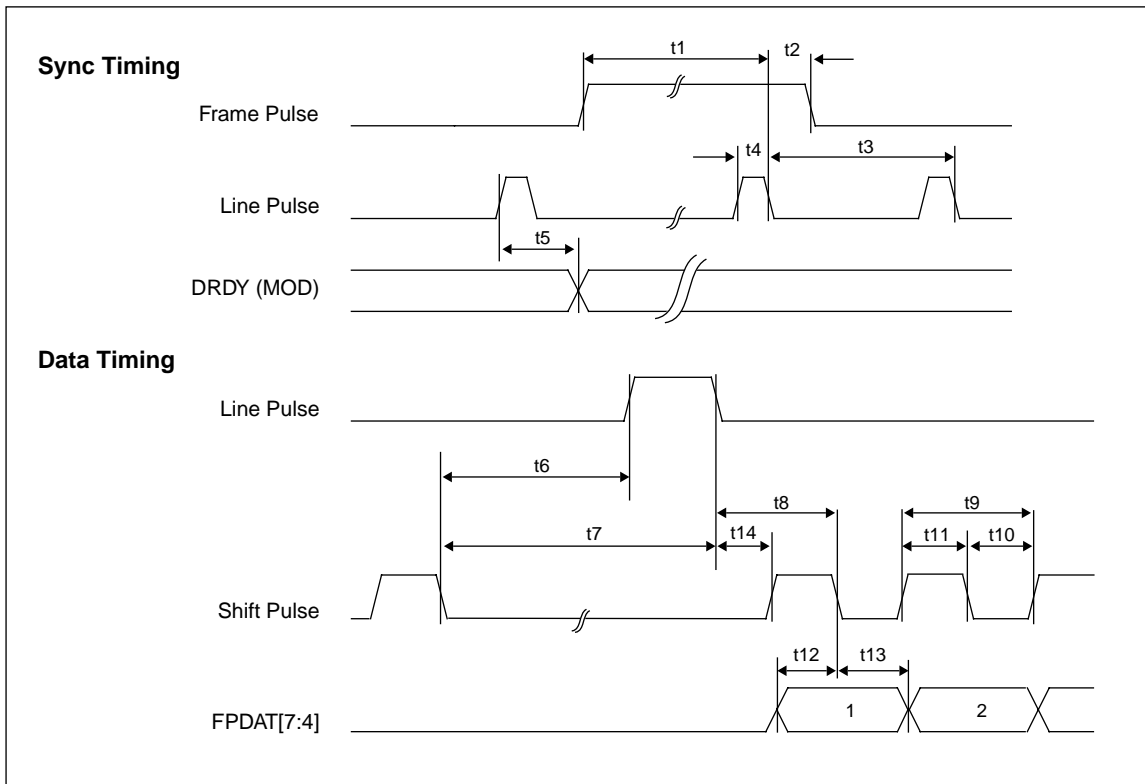 Sync Timing
t1
t2
Frame Pulse
t4
t3
Line Pulse
t5
DRDY (MOD)
Data Timing
Line Pulse
t6
t8
t9
t7
t14
t11
t10
Shift Pulse
t12
t13
FPDAT[7:4]
1
2